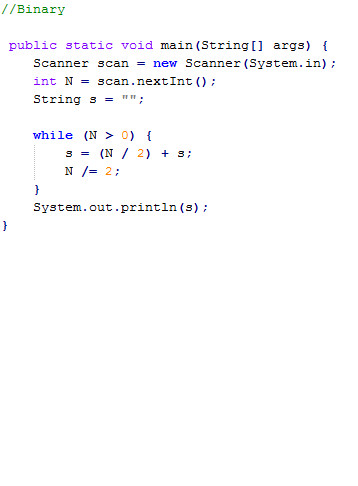 //Binary
public static void main(String[] args) {
Scanner scan = new Scanner(System.in);
int N = scan.nextInt();
String s = "";
while (N > 0) {
s = (N / 2) + s;
N /= 2;
}
System.out.println(s);
}